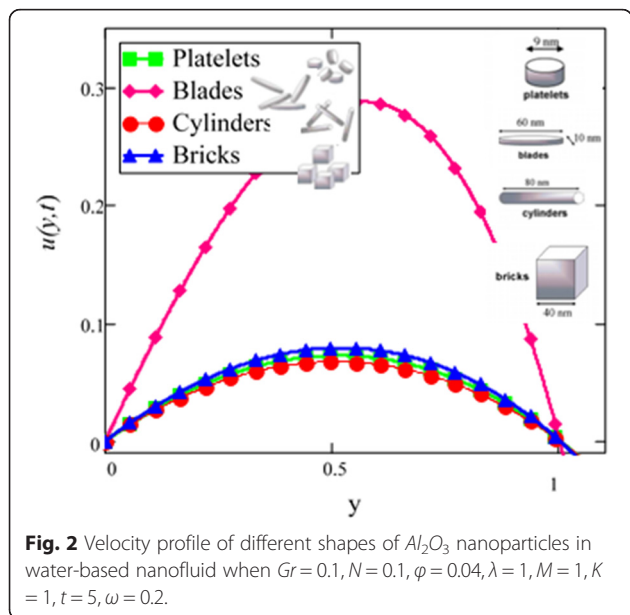 Platelets
Blades
Cylinders
Bricks
9 nm
platelets
60 nm
10 nm
blades
80 nm
cylinders
bricks
40 nm
0.3
0.2
0.1
0
u(y,t)
0
0.5
1
y
Fig. 2 Velocity profile of different shapes of Al₂O₃ nanoparticles in
water-based nanofluid when Gr = 0.1, N = 0.1, φ = 0.04, λ = 1, M = 1, K
= 1, t = 5, ω = 0.2.